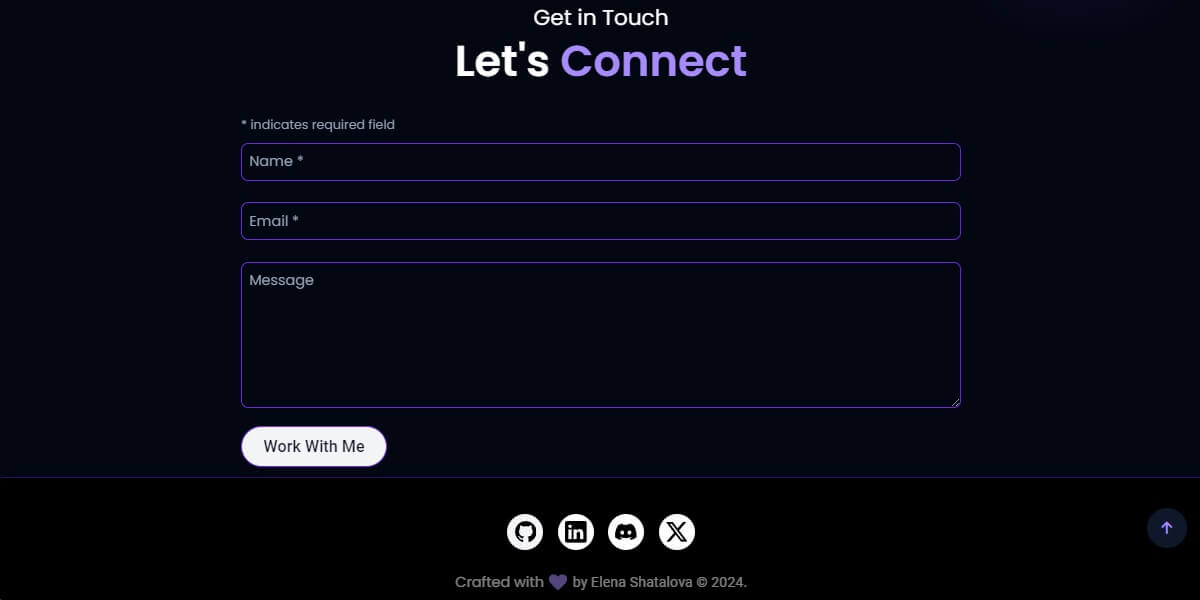 Get in Touch
Let's Connect
* indicates required field
Name *
Email *
Message
Work With Me
in
X
Crafted with 💜 by Elena Shatalova © 2024.